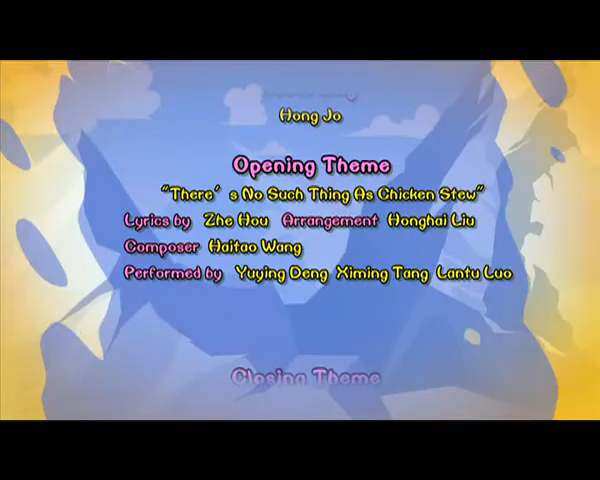 Hong Jo
Opening Theme
"There's No Such Thing As Chicken Stew"
Lyrics by Zhe Hou Arrangement Honghai Liu
Composer Haitao Wang
Performed by Yuying Deng Ximing Tang Lantu Luo
Closing Theme